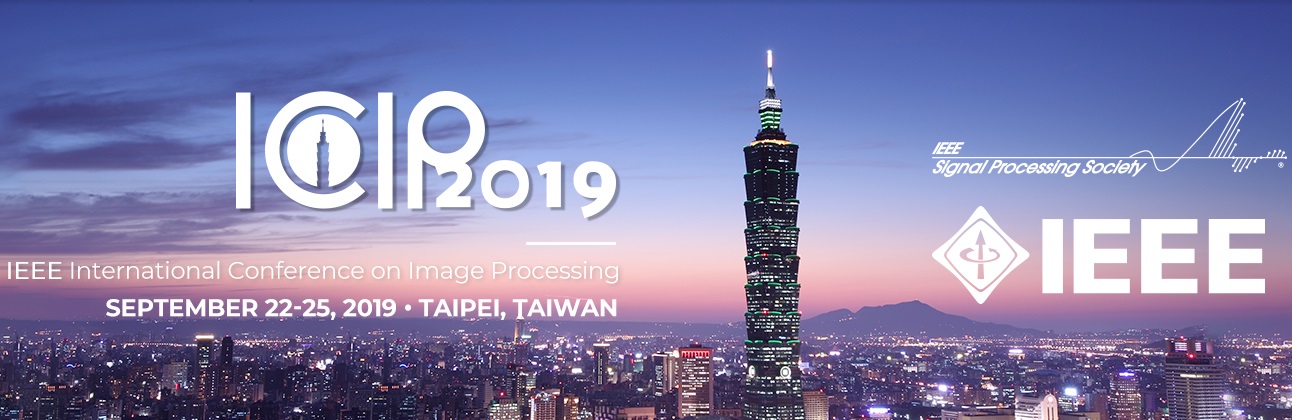 ICIP 2019
IEEE International Conference on Image Processing
SEPTEMBER 22-25, 2019 • TAIPEI, TAIWAN
IEEE
Signal Processing Society
®
IEEE